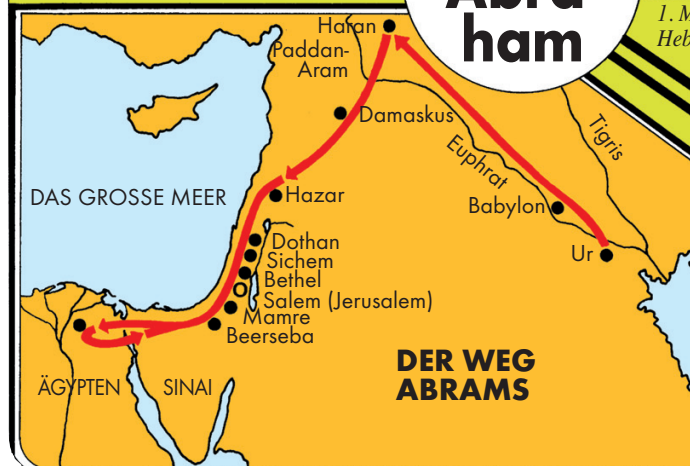 Abra
ham
1. M
Heb
Haran
Paddan-
Aram
Damaskus
Euphrat
Tigris
DAS GROSSE MEER
Hazar
Babylon
Ur
Dothan
Sichem
Bethel
Salem (Jerusalem)
Mamre
Beerseba
DER WEG
ABRAMS
ÄGYPTEN
SINAI